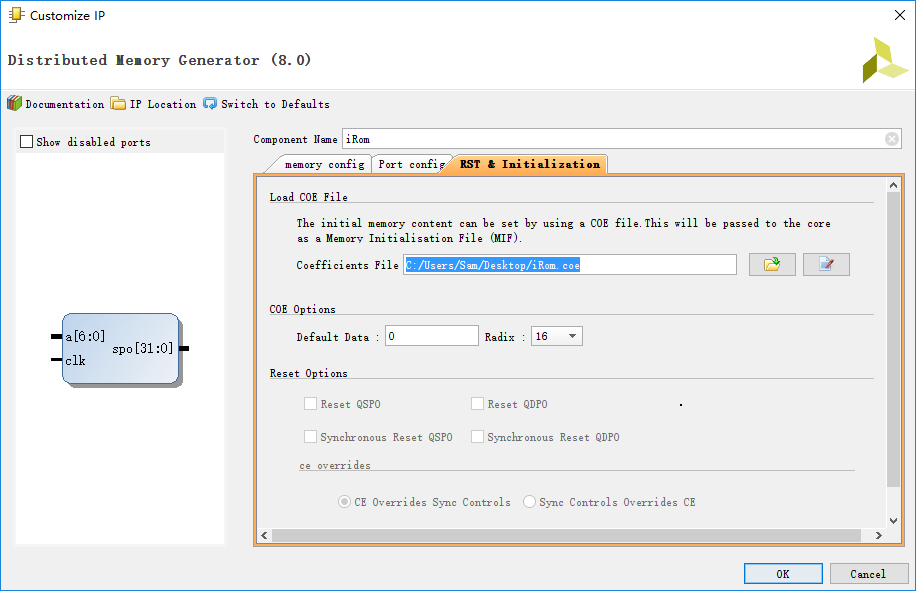 Customize IP
Distributed Memory Generator (8.0)
Documentation IP Location Switch to Defaults
Show disabled ports
a[6:0]
spo[31:0]
clk
Component Name iRom
memory config Port config RST & Initialization
Load COE File
The initial memory content can be set by using a COE file.This will be passed to the core
as a Memory Initialisation File (MIF).
Coefficients File C:/Users/Sam/Desktop/iRom.coe
COE Options
Default Data : 0 Radix : 16
Reset Options
Reset QSPO Reset QDPO
Synchronous Reset QSPO Synchronous Reset QDPO
ce overrides
CE Overrides Sync Controls Sync Controls Overrides CE
OK Cancel